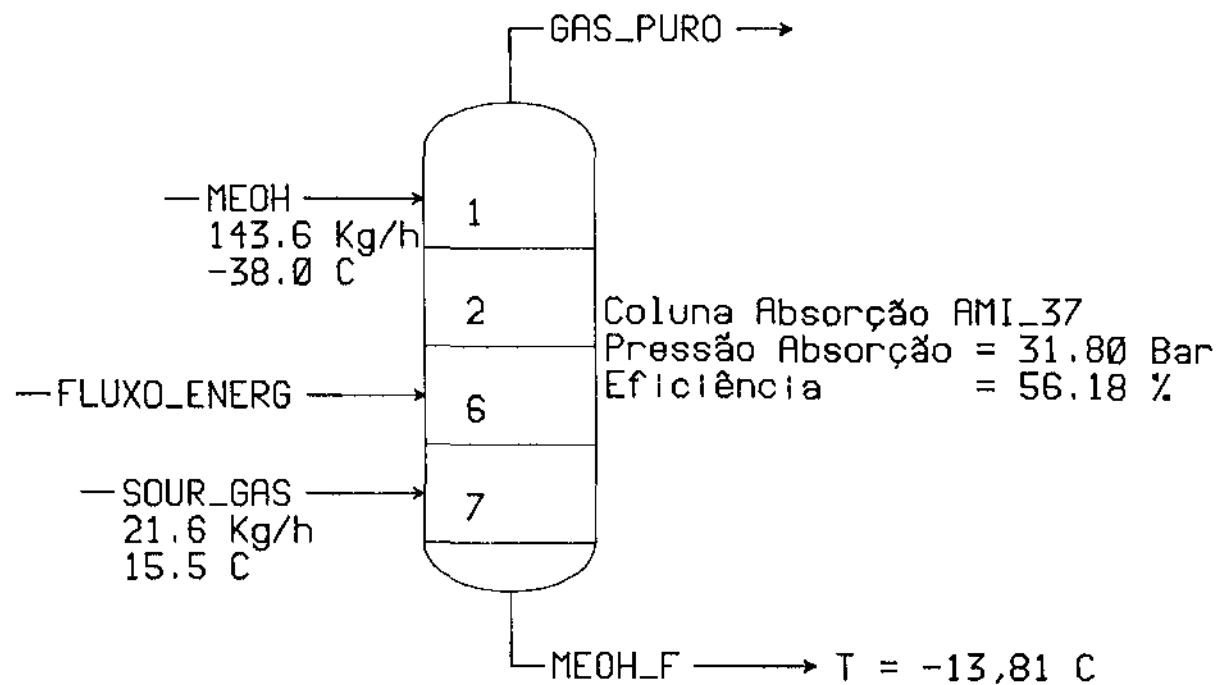 GAS_PURO
MEOH
143.6 Kg/h
-38.0 C
1
2
Coluna Absorção AMI_37
Pressão Absorção = 31.80 Bar
Eficiência = 56.18 %
FLUXO_ENERG
6
SOUR_GAS
21.6 Kg/h
15.5 C
7
MEOH_F
T = -13,81 C